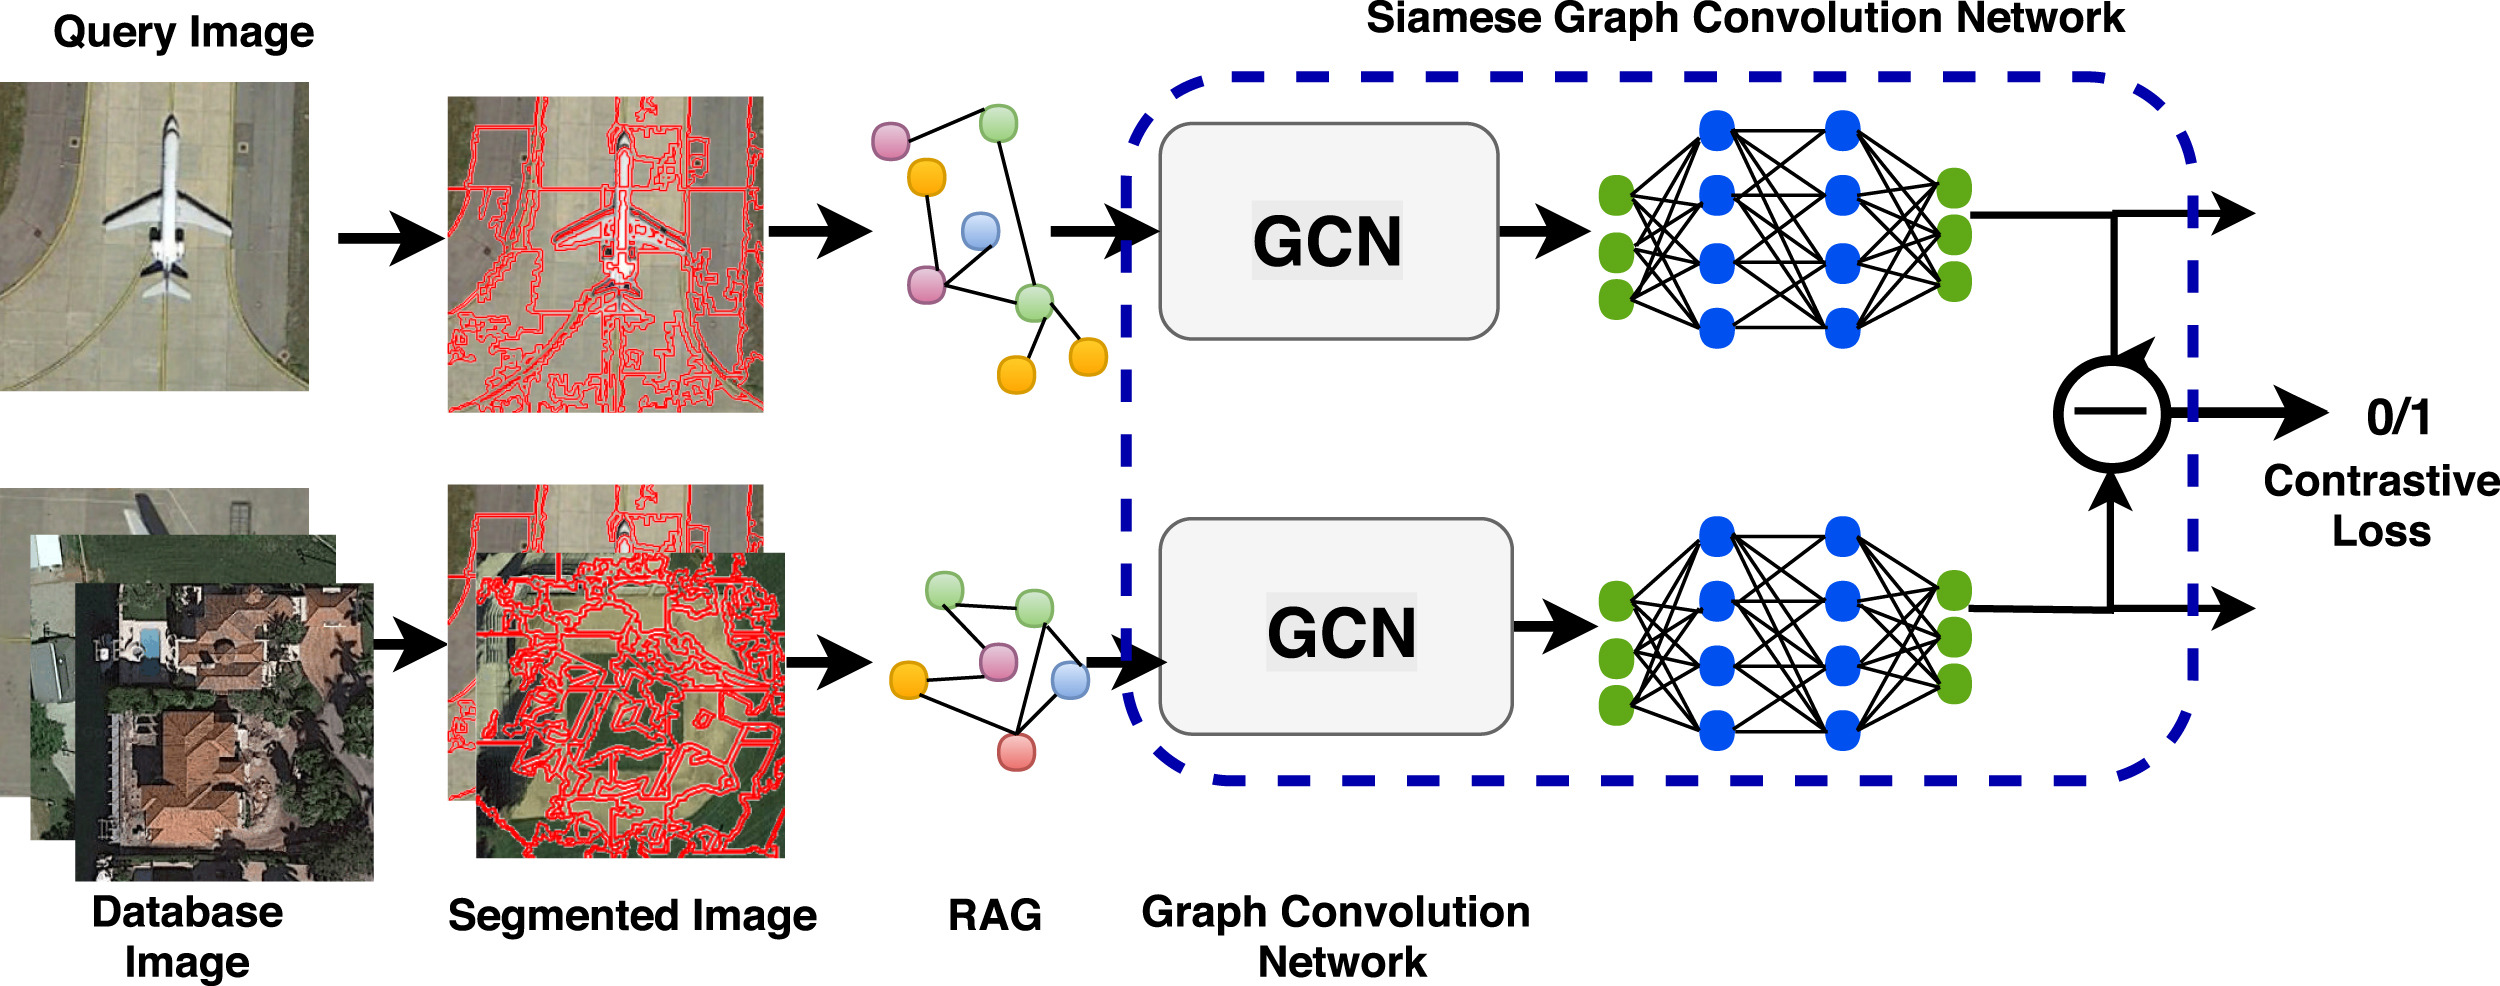 Query Image
Siamese Graph Convolution Network
GCN
0/1
Contrastive
Loss
GCN
Database
Image
Segmented Image
RAG
Graph Convolution
Network